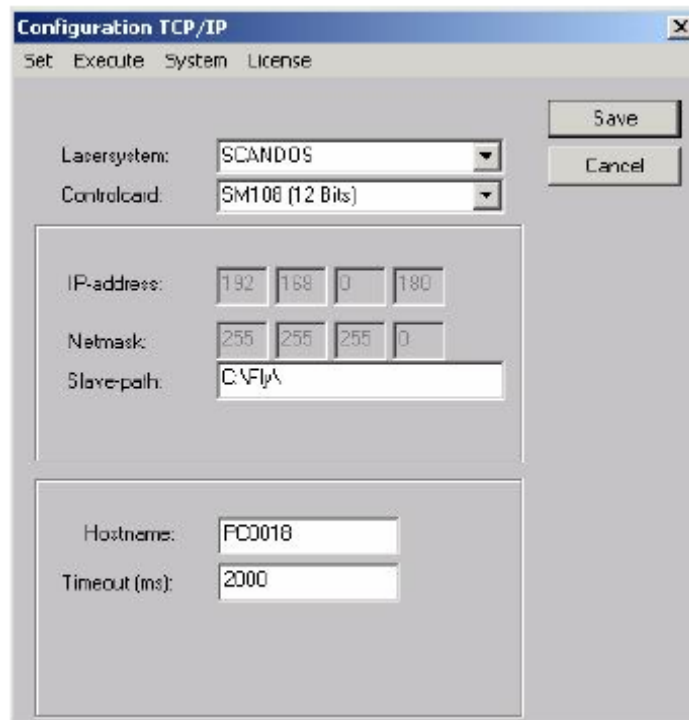 Configuration TCP/IP
Set Execute System License
Save
Lasersystem: SCANDOS
Cancel
Controlcard: SM108 (12 Bits)
IP-address: 192 168 0 180
Netmask: 255 255 255 0
Slave-path: C:\Fly\
Hostname: PC0018
Timeout (ms): 2000